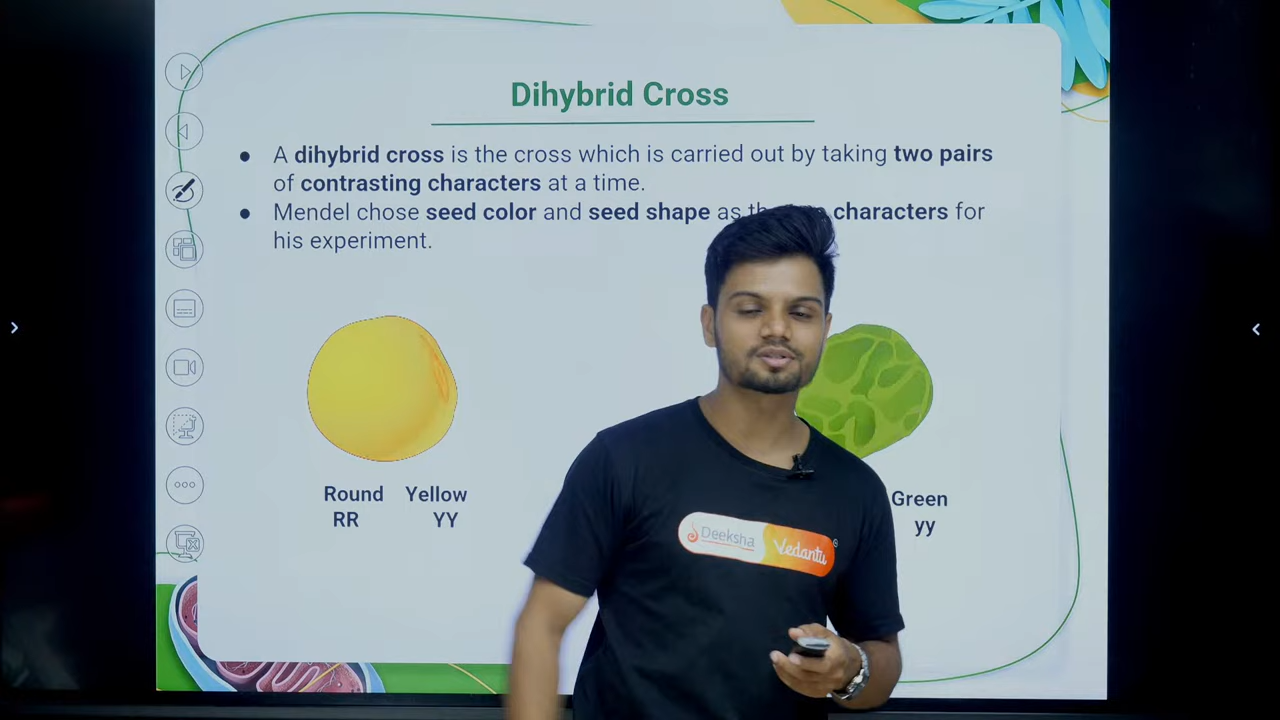 Dihybrid Cross
● A dihybrid cross is the cross which is carried out by taking two pairs
of contrasting characters at a time.
● Mendel chose seed color and seed shape as characters for
his experiment.
Round Yellow
RR YY
Green
yy
Deeksha Vedantu